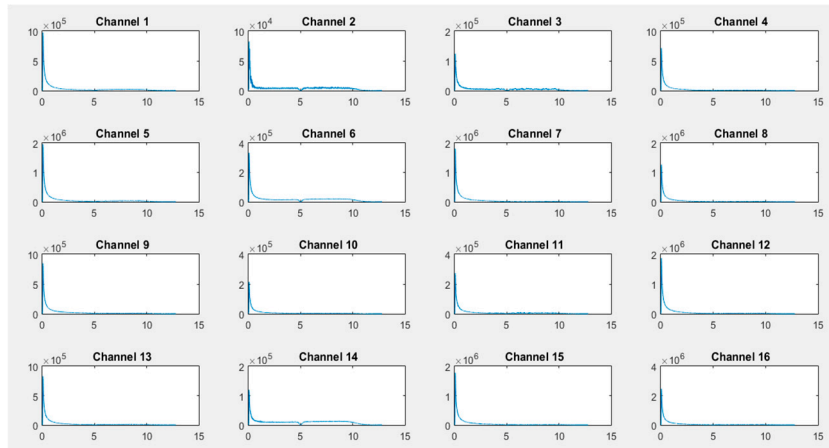 Channel 1
×10^5
10
5
0
0 5 10 15
Channel 2
×10^4
10
5
0
0 5 10 15
Channel 3
×10^5
2
1
0
0 5 10 15
Channel 4
×10^5
10
5
0
0 5 10 15
Channel 5
×10^6
2
1
0
0 5 10 15
Channel 6
×10^5
4
2
0
0 5 10 15
Channel 7
×10^6
2
1
0
0 5 10 15
Channel 8
×10^6
2
1
0
0 5 10 15
Channel 9
×10^5
10
5
0
0 5 10 15
Channel 10
×10^5
4
2
0
0 5 10 15
Channel 11
×10^5
4
2
0
0 5 10 15
Channel 12
×10^6
2
1
0
0 5 10 15
Channel 13
×10^5
10
5
0
0 5 10 15
Channel 14
×10^5
2
1
0
0 5 10 15
Channel 15
×10^6
2
1
0
0 5 10 15
Channel 16
×10^6
4
2
0
0 5 10 15